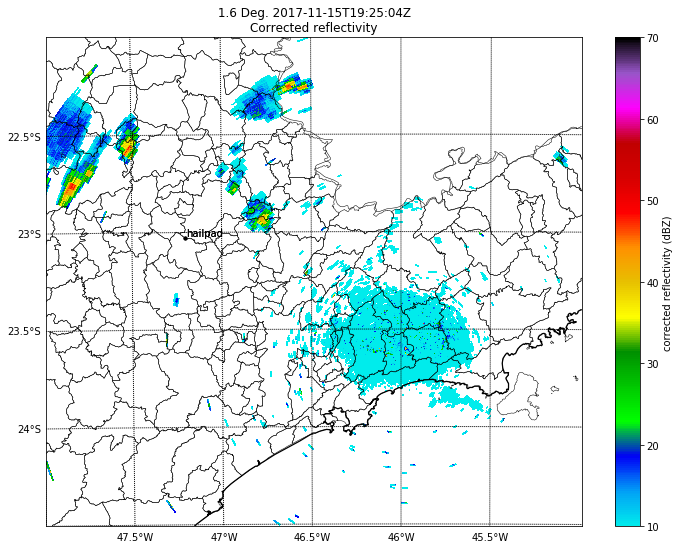 1.6 Deg. 2017-11-15T19:25:04Z
Corrected reflectivity
70
60
50
40
30
20
10
corrected reflectivity (dBZ)
22.5°S
23°S
23.5°S
24°S
hailpad
47.5°W
47°W
46.5°W
46°W
45.5°W